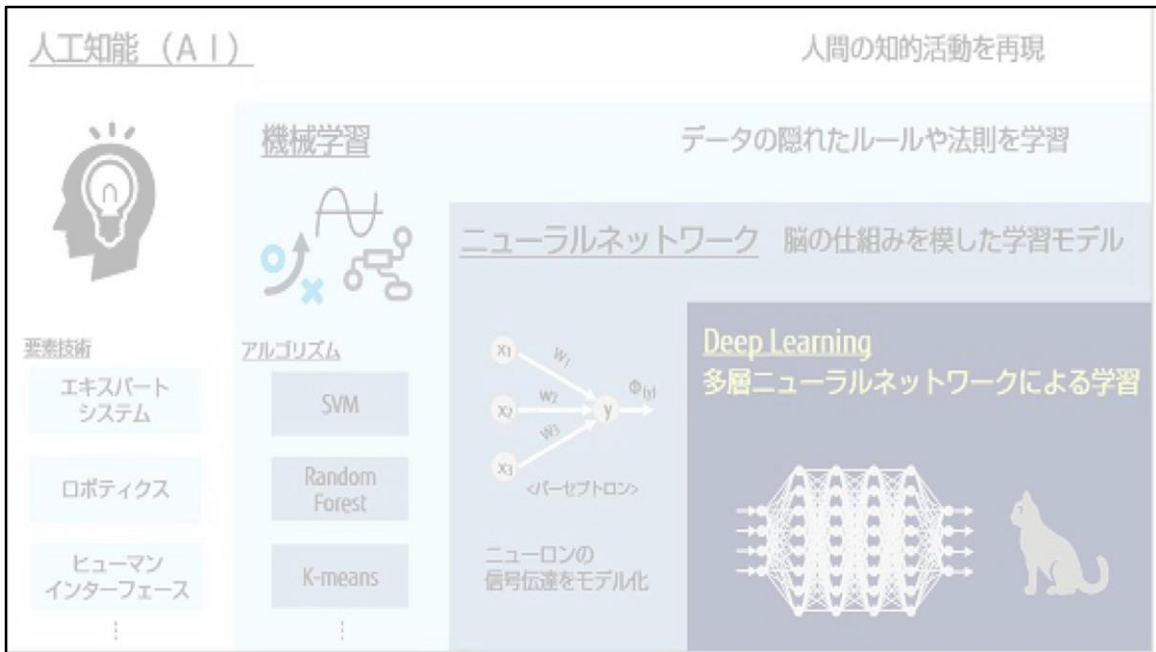 人工知能（ＡＩ）
人間の知的活動を再現
機械学習
データの隠れたルールや法則を学習
ニューラルネットワーク
脳の仕組みを模した学習モデル
要素技術
エキスパート
システム
ロボティクス
ヒューマン
インターフェース
⋮
アルゴリズム
SVM
Random
Forest
K-means
⋮
X1
X2
X3
W1
W2
W3
y
Φ(y)
<パーセプトロン>
ニューロンの
信号伝達をモデル化
Deep Learning
多層ニューラルネットワークによる学習